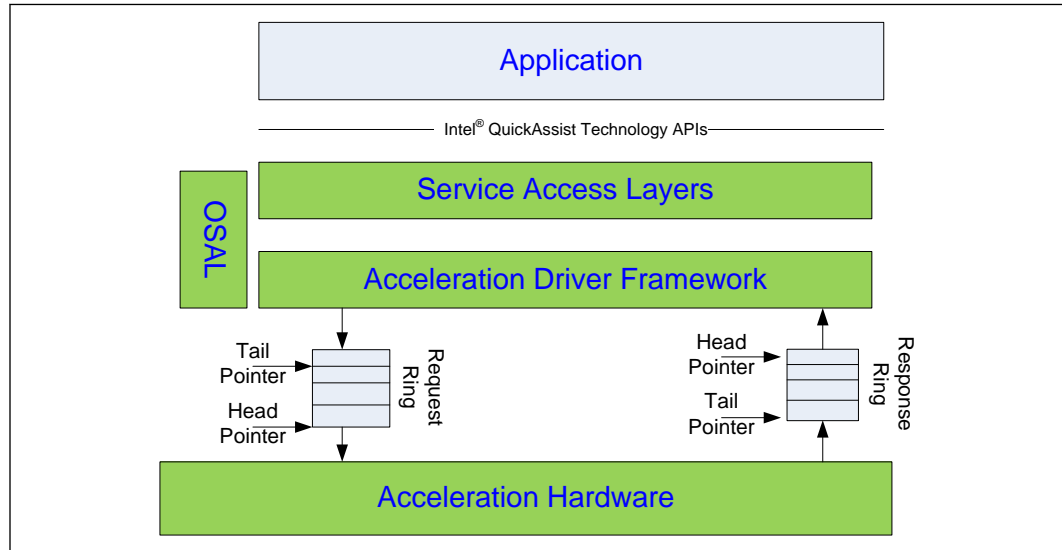 Application
Intel® QuickAssist Technology APIs
Service Access Layers
OSAL
Acceleration Driver Framework
Tail
Pointer
Head
Pointer
Request
Ring
Head
Pointer
Tail
Pointer
Response
Ring
Acceleration Hardware